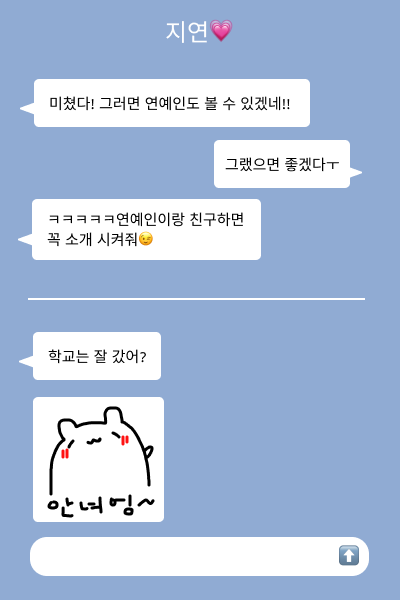 지연💗
미쳤다! 그러면 연예인도 볼 수 있겠네!!
그랬으면 좋겠다ㅜ
ㅋㅋㅋㅋㅋ연예인이랑 친구하면
꼭 소개 시켜줘😉
학교는 잘 갔어?
안녀엉~